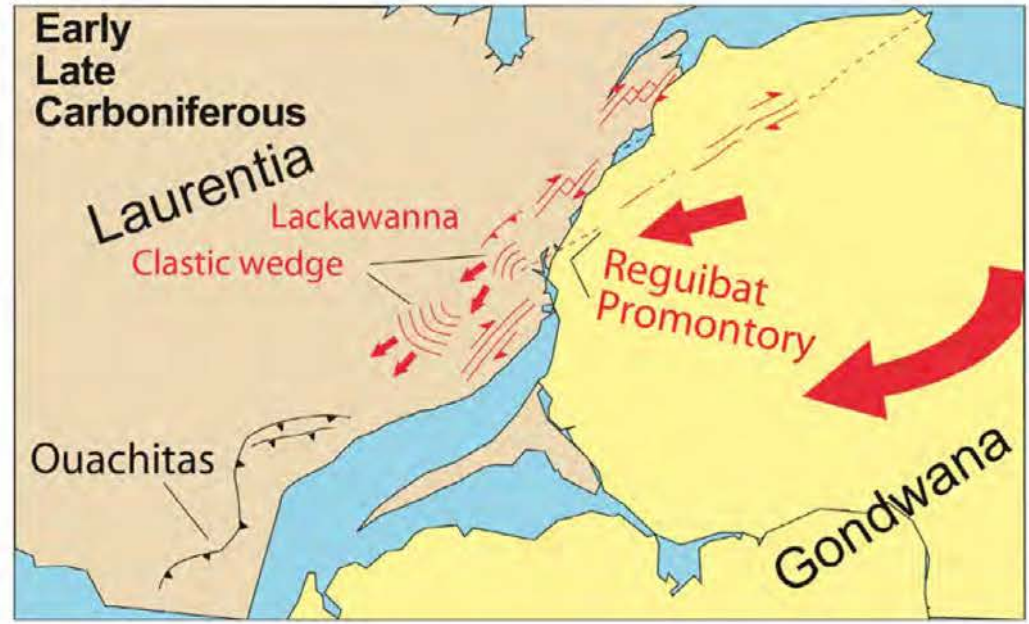 Early
Late
Carboniferous
Laurentia
Lackawanna
Clastic wedge
Reguibat
Promontory
Ouachitas
Gondwana